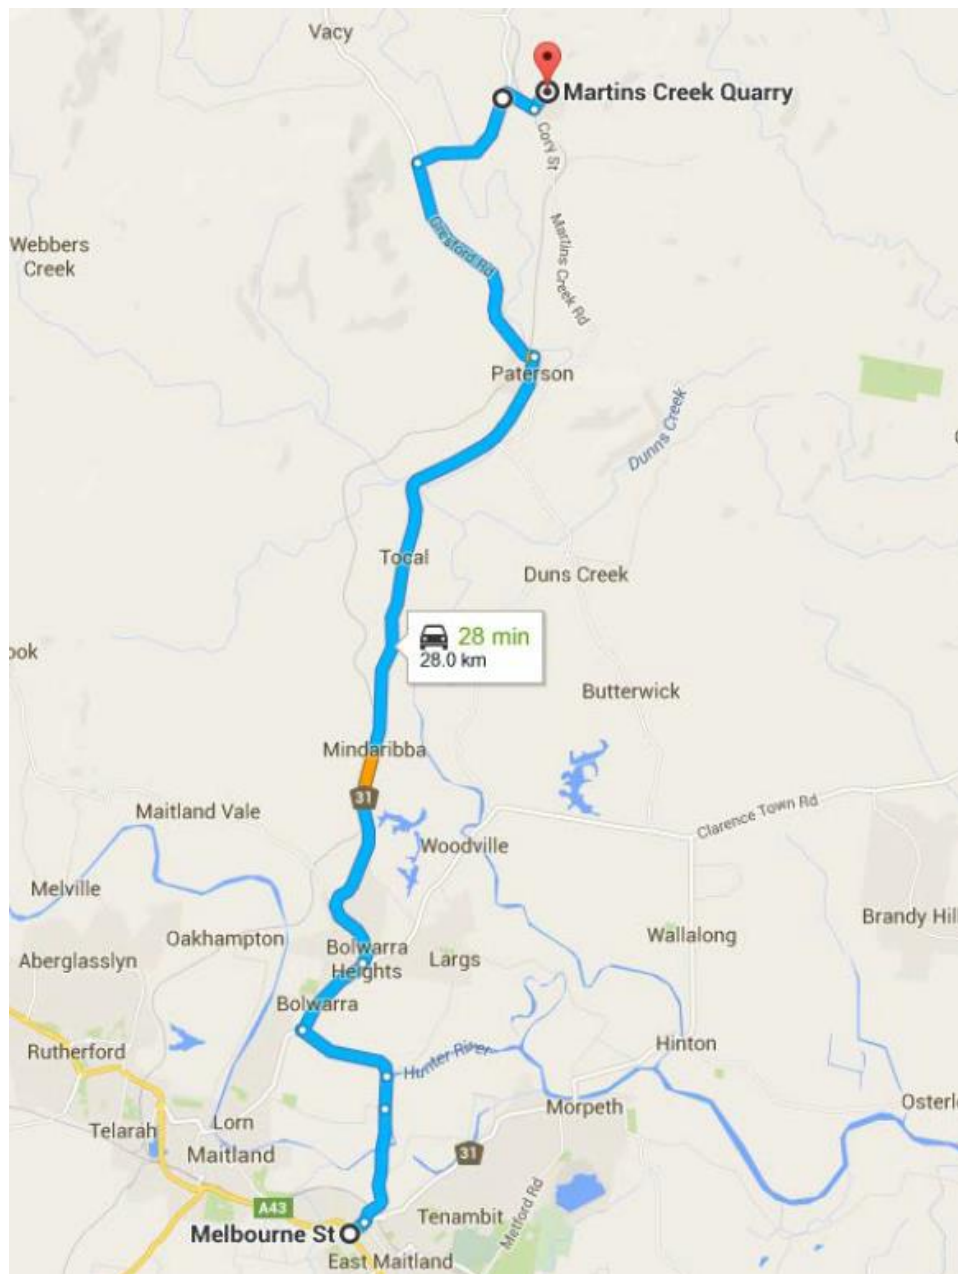 Vacy
Martins Creek Quarry
Cory St
Webbers
Creek
Gresford Rd
Martins Creek Rd
Paterson
Dunns Creek
Tocal
Duns Creek
28 min
28.0 km
ook
Butterwick
Mindaribba
31
Maitland Vale
Clarence Town Rd
Woodville
Melville
Brandy Hil
Oakhampton
Wallalong
Bolwarra
Heights
Largs
Aberglasslyn
Bolwarra
Rutherford
Hunter River
Hinton
Morpeth
Osterl
Telarah
Lorn
Maitland
31
A43
Metford Rd
Tenambit
Melbourne St
East Maitland